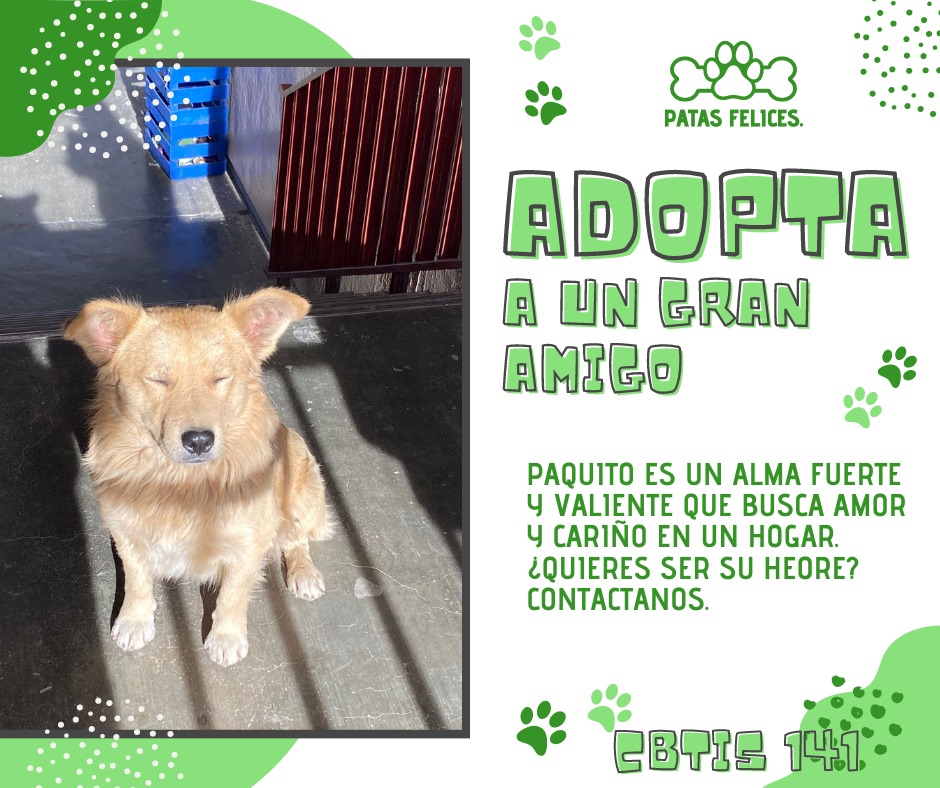 PATAS FELICES.
ADOPTA
A UN GRAN
AMIGO
PAQUITO ES UN ALMA FUERTE
Y VALIENTE QUE BUSCA AMOR
Y CARIÑO EN UN HOGAR.
¿QUIERES SER SU HEORE?
CONTACTANOS.
CBTIS 141